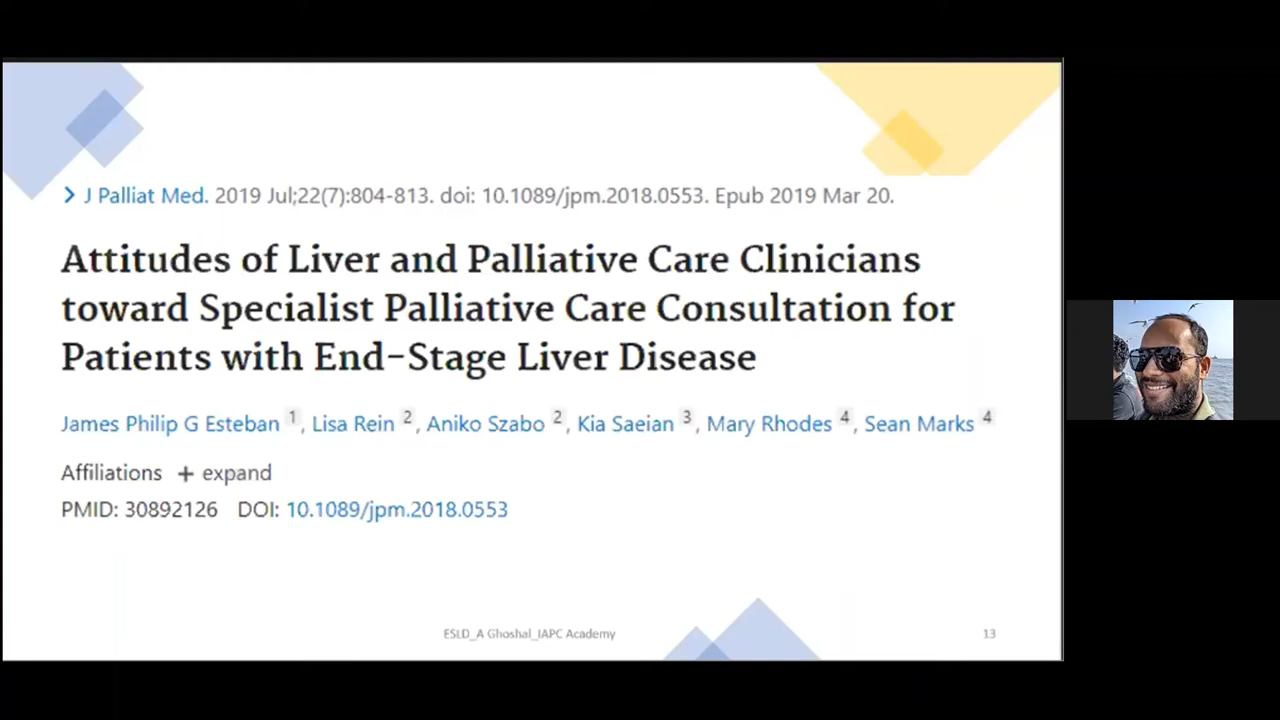 > J Palliat Med. 2019 Jul;22(7):804-813. doi: 10.1089/jpm.2018.0553. Epub 2019 Mar 20.
Attitudes of Liver and Palliative Care Clinicians
toward Specialist Palliative Care Consultation for
Patients with End-Stage Liver Disease
James Philip G Esteban 1 , Lisa Rein 2 , Aniko Szabo 2 , Kia Saeian 3 , Mary Rhodes 4 , Sean Marks 4
Affiliations + expand
PMID: 30892126 DOI: 10.1089/jpm.2018.0553
ESLD_A Ghoshal_IAPC Academy
13